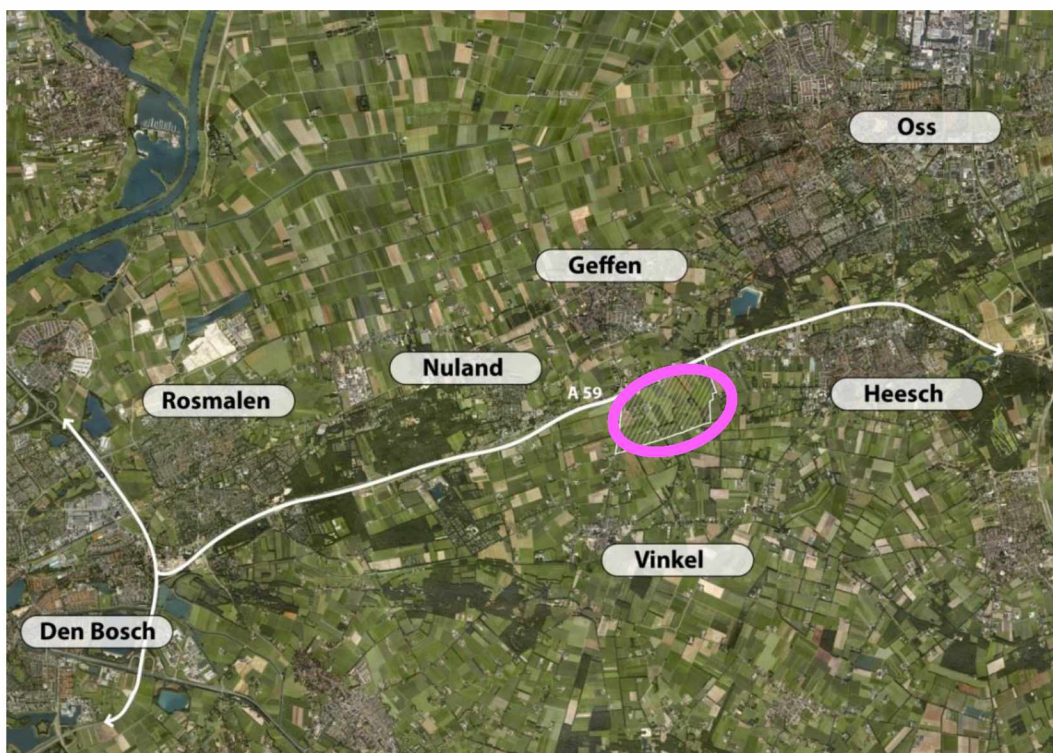 Oss
Geffen
Nuland
A 59
Rosmalen
Heesch
Vinkel
Den Bosch